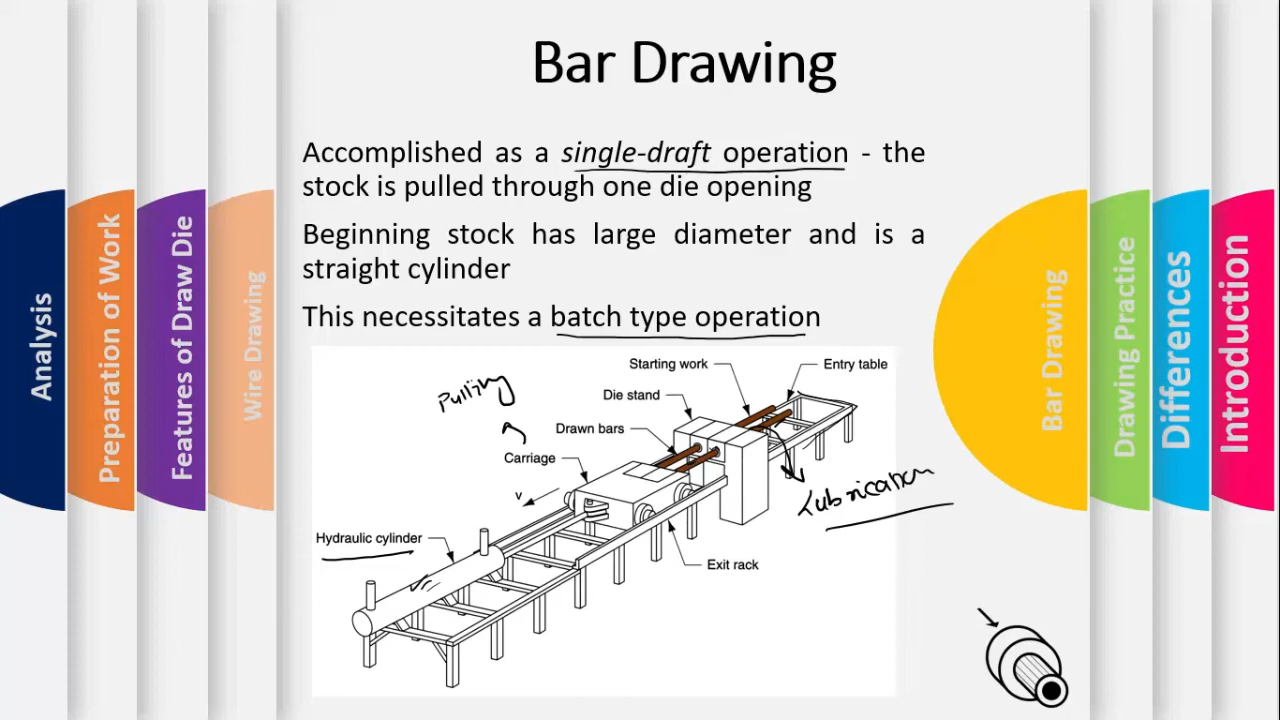 Bar Drawing
Accomplished as a single-draft operation - the
stock is pulled through one die opening
Beginning stock has large diameter and is a
straight cylinder
This necessitates a batch type operation
Starting work
Entry table
Die stand
Pulling
Drawn bars
Carriage
v
Lubrication
Hydraulic cylinder
Exit rack
Analysis
Preparation of Work
Features of Draw Die
Wire Drawing
Bar Drawing
Drawing Practice
Differences
Introduction